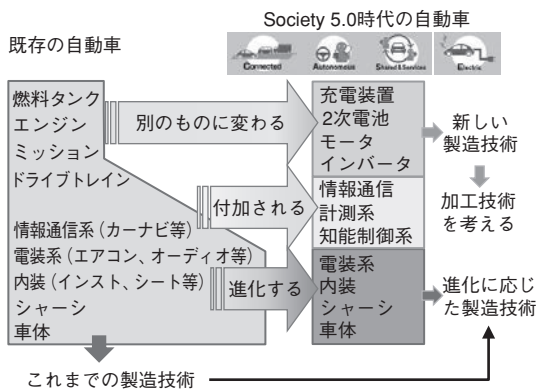 Society 5.0時代の自動車
既存の自動車
Connected
Autonomous
Shared & Services
Electric
燃料タンク
エンジン
ミッション
ドライブトレイン
情報通信系（カーナビ等）
電装系（エアコン、オーディオ等）
内装（インスト、シート等）
シャーシ
車体
別のものに変わる
付加される
進化する
充電装置
2次電池
モータ
インバータ
情報通信
計測系
知能制御系
電装系
内装
シャーシ
車体
新しい
製造技術
加工技術
を考える
進化に応じ
た製造技術
これまでの製造技術